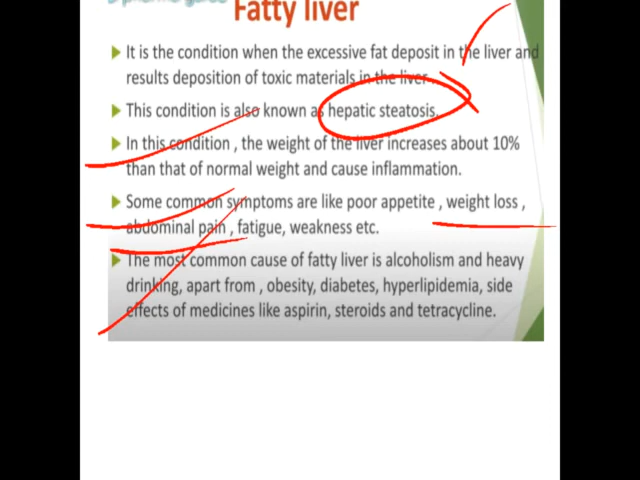 Fatty liver
It is the condition when the excessive fat deposit in the liver and
results deposition of toxic materials in the liver .
This condition is also known as hepatic steatosis.
In this condition , the weight of the liver increases about 10%
than that of normal weight and cause inflammation.
Some common symptoms are like poor appetite , weight loss ,
abdominal pain , fatigue, weakness etc.
The most common cause of fatty liver is alcoholism and heavy
drinking, apart from , obesity, diabetes, hyperlipidemia, side
effects of medicines like aspirin, steroids and tetracycline.